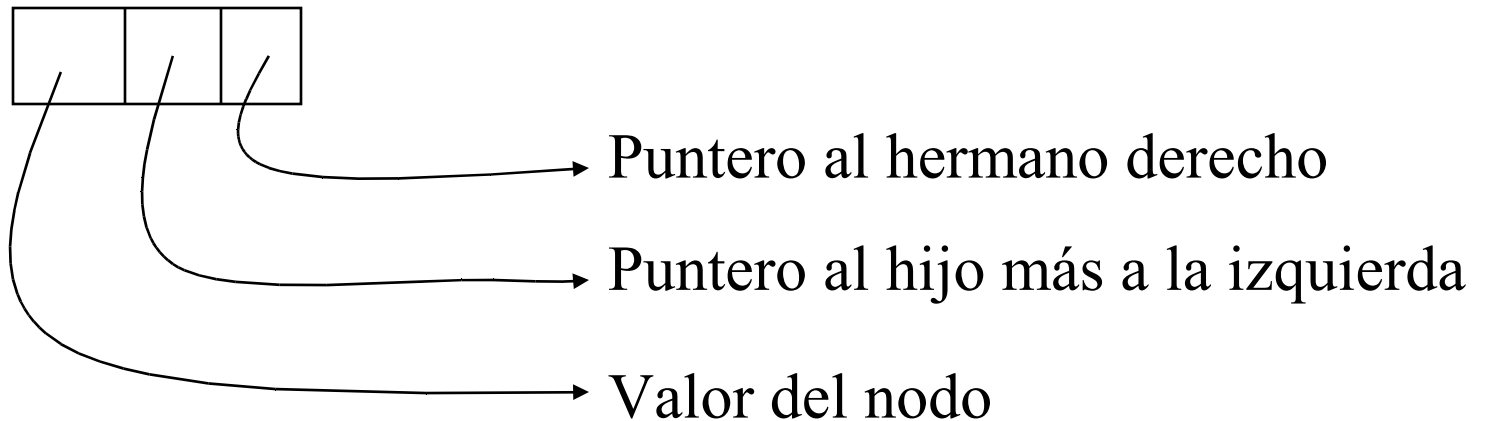 Puntero al hermano derecho
Puntero al hijo más a la izquierda
Valor del nodo